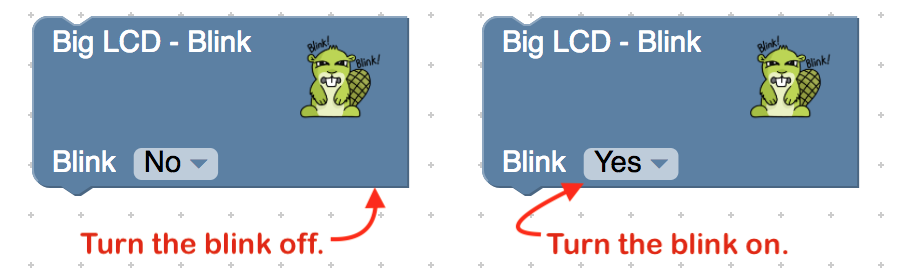 Big LCD - Blink
Blink!
Blink!
Blink No
Turn the blink off.
Big LCD - Blink
Blink!
Blink!
Blink Yes
Turn the blink on.